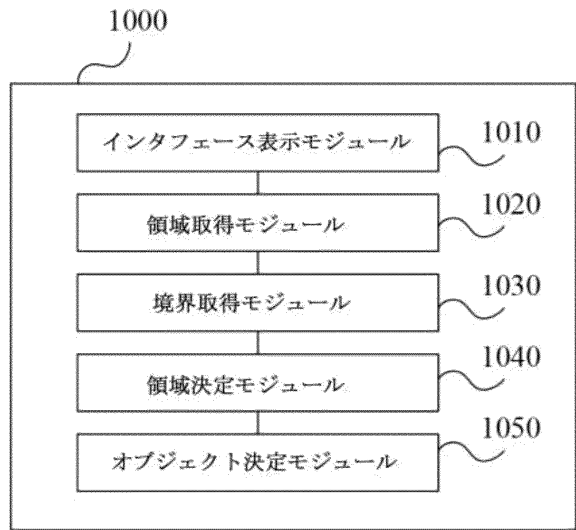 1000
インタフェース表示モジュール
1010
領域取得モジュール
1020
境界取得モジュール
1030
領域決定モジュール
1040
オブジェクト決定モジュール
1050